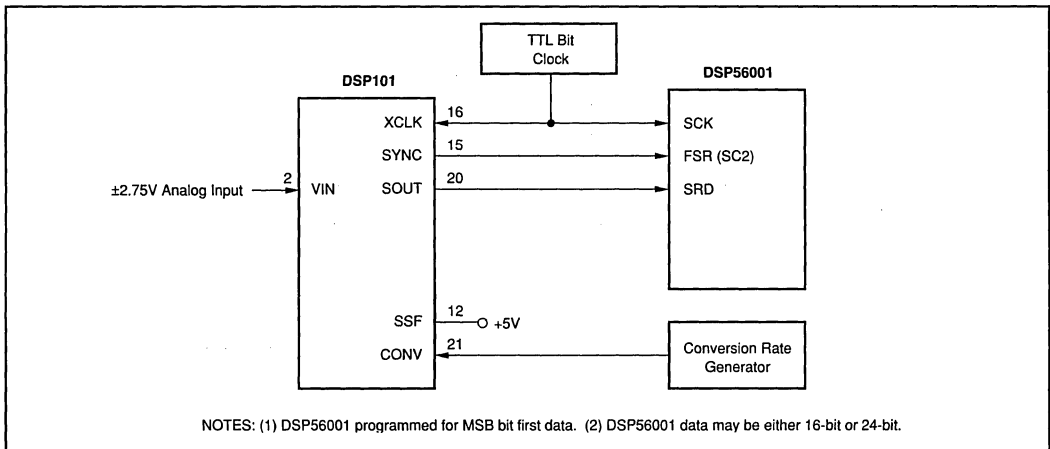 TTL Bit
Clock
DSP101
DSP56001
XCLK
16
SCK
SYNC
15
FSR (SC2)
±2.75V Analog Input
2
VIN
SOUT
20
SRD
SSF
12
+5V
CONV
21
Conversion Rate
Generator
NOTES: (1) DSP56001 programmed for MSB bit first data. (2) DSP56001 data may be either 16-bit or 24-bit.